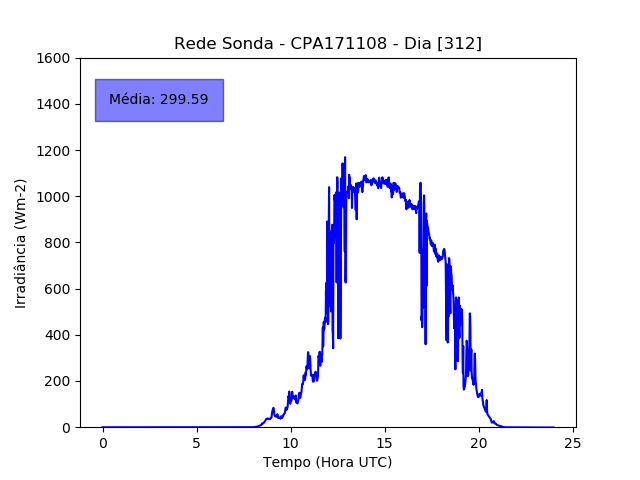 Rede Sonda - CPA171108 - Dia [312]
1600
1400
1200
1000
800
600
400
200
0
Média: 299.59
Irradiância (Wm-2)
0 5 10 15 20 25
Tempo (Hora UTC)